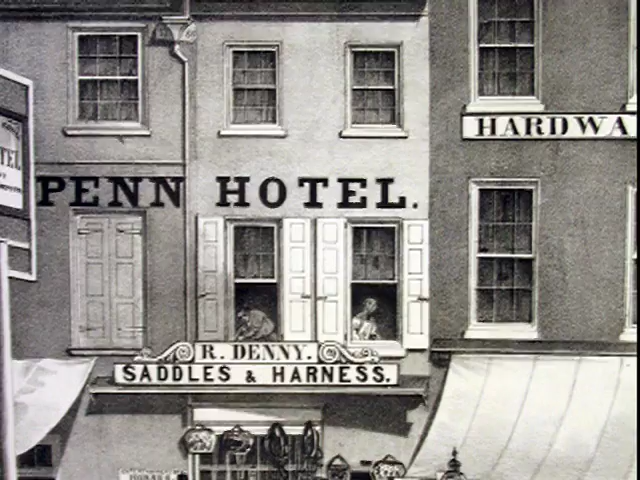 PENN HOTEL.
HARDWA
R. DENNY.
SADDLES & HARNESS.